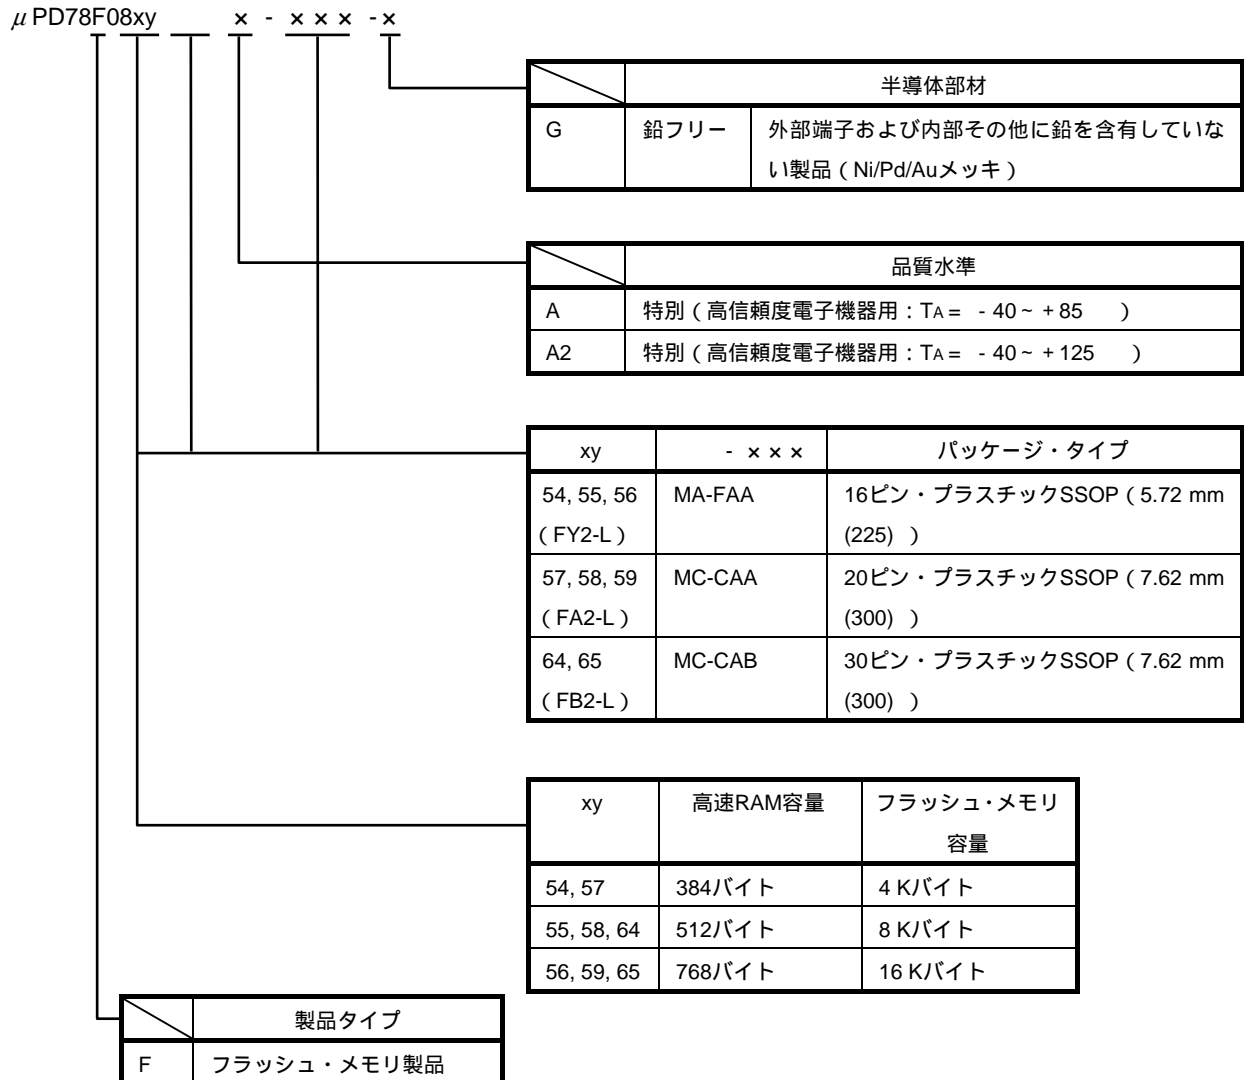 μPD78F08xy × - ××× -×
半導体部材
G 鉛フリー 外部端子および内部その他に鉛を含有していな
い製品(Ni/Pd/Auメッキ)
品質水準
A 特別(高信頼度電子機器用:TA= -40~+85 )
A2 特別(高信頼度電子機器用:TA= -40~+125 )
xy - ××× パッケージ・タイプ
54, 55, 56 MA-FAA 16ピン・プラスチックSSOP(5.72 mm
(FY2-L) (225) )
57, 58, 59 MC-CAA 20ピン・プラスチックSSOP(7.62 mm
(FA2-L) (300) )
64, 65 MC-CAB 30ピン・プラスチックSSOP(7.62 mm
(FB2-L) (300) )
xy 高速RAM容量 フラッシュ・メモリ
容量
54, 57 384バイト 4 Kバイト
55, 58, 64 512バイト 8 Kバイト
56, 59, 65 768バイト 16 Kバイト
製品タイプ
F フラッシュ・メモリ製品